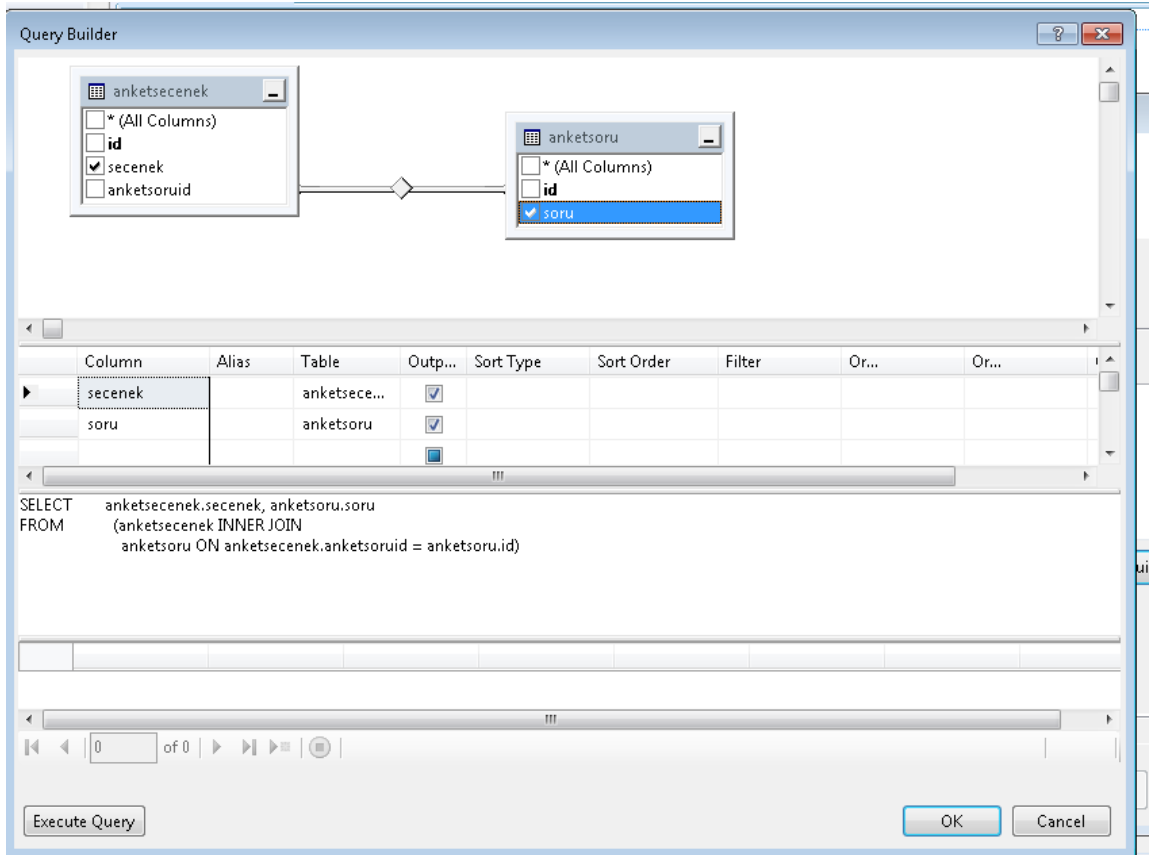 Query Builder
anketsecenek
* (All Columns)
id
secenek
anketsoruid
anketsoru
* (All Columns)
id
soru
Column Alias Table Outp... Sort Type Sort Order Filter Or... Or...
secenek anketsece...
soru anketsoru
SELECT anketsecenek.secenek, anketsoru.soru
FROM (anketsecenek INNER JOIN
anketsoru ON anketsecenek.anketsoruid = anketsoru.id)
0 of 0
Execute Query OK Cancel